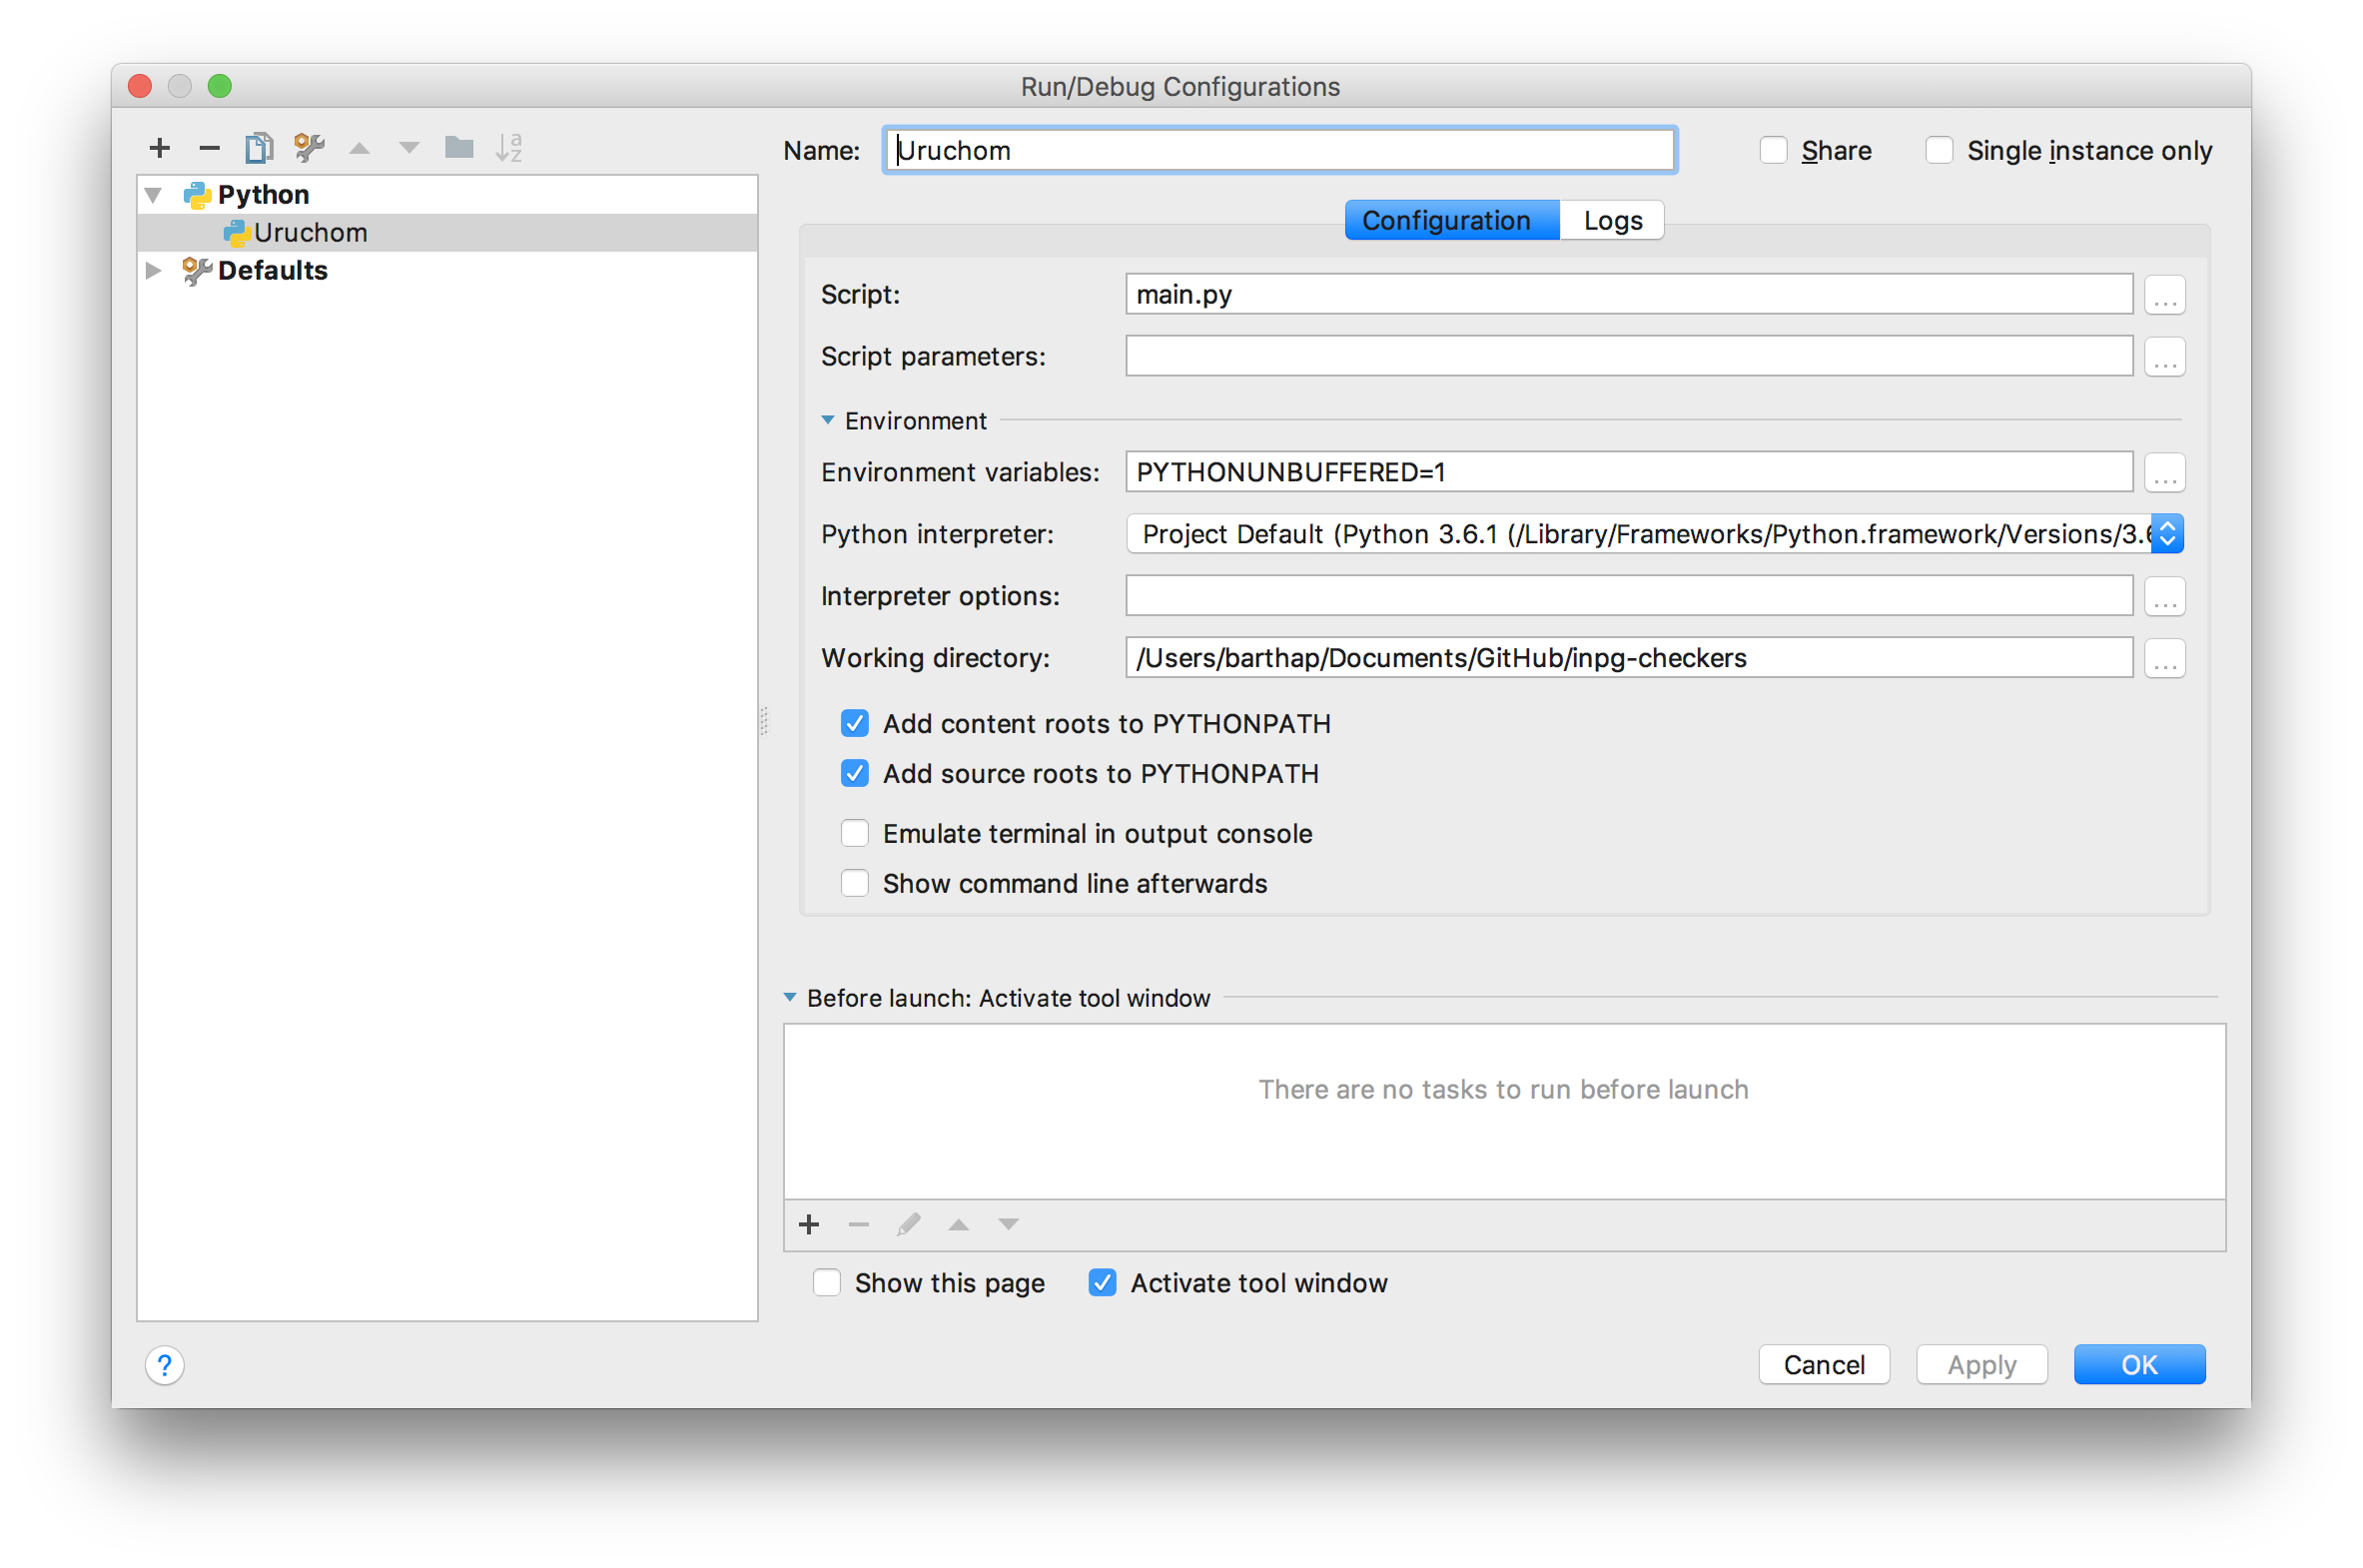 Run/Debug Configurations
Name: Uruchom Share Single instance only
Python
Uruchom
Defaults
Configuration Logs
Script: main.py ...
Script parameters: ...
Environment
Environment variables: PYTHONUNBUFFERED=1 ...
Python interpreter: Project Default (Python 3.6.1 (/Library/Frameworks/Python.framework/Versions/3.6
Interpreter options: ...
Working directory: /Users/barthap/Documents/GitHub/inpg-checkers ...
Add content roots to PYTHONPATH
Add source roots to PYTHONPATH
Emulate terminal in output console
Show command line afterwards
Before launch: Activate tool window
There are no tasks to run before launch
Show this page Activate tool window
? Cancel Apply OK